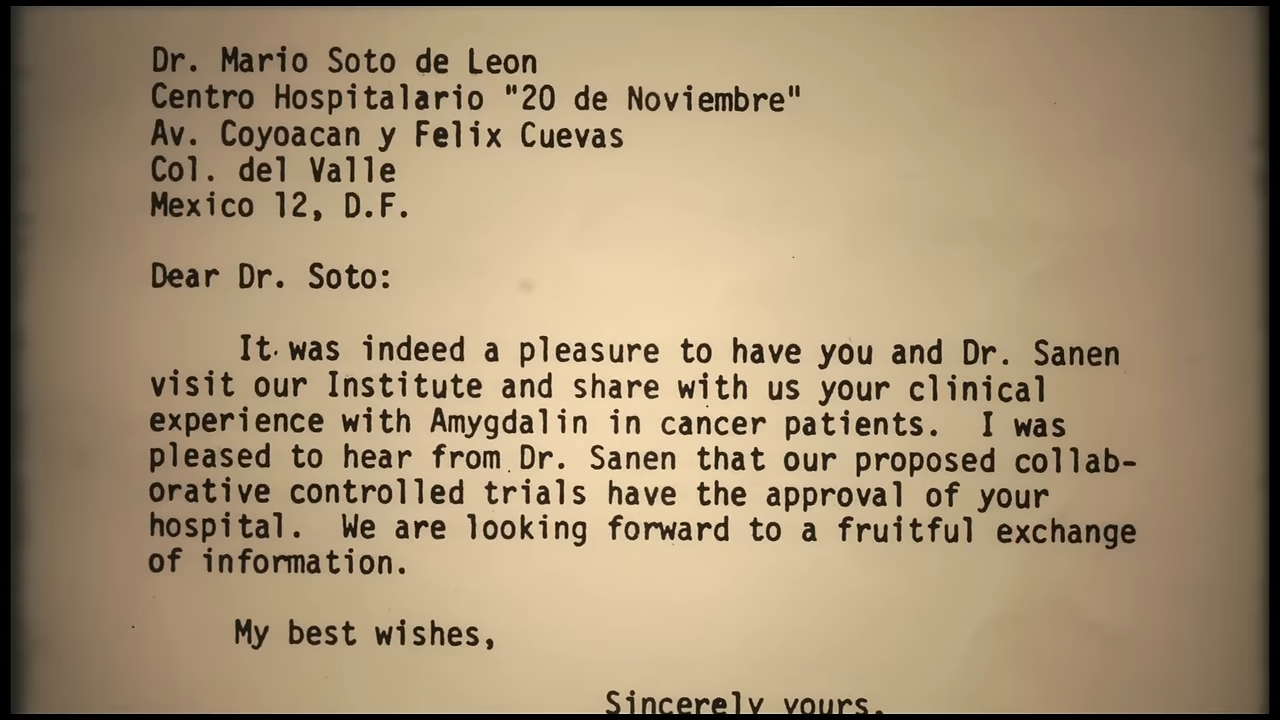 Dr. Mario Soto de Leon
Centro Hospitalario "20 de Noviembre"
Av. Coyoacan y Felix Cuevas
Col. del Valle
Mexico 12, D.F.
Dear Dr. Soto:
It was indeed a pleasure to have you and Dr. Sanen
visit our Institute and share with us your clinical
experience with Amygdalin in cancer patients. I was
pleased to hear from Dr. Sanen that our proposed collab-
orative controlled trials have the approval of your
hospital. We are looking forward to a fruitful exchange
of information.
My best wishes,
Sincerely yours,